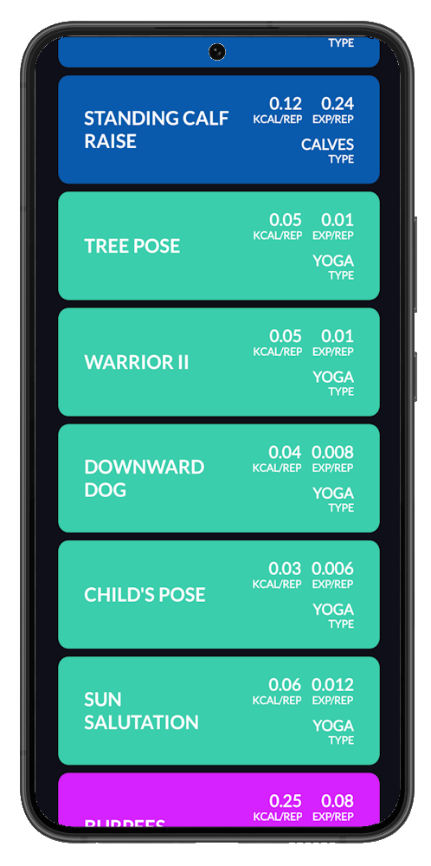 TYPE
STANDING CALF
RAISE
0.12 0.24
KCAL/REP EXP/REP
CALVES
TYPE
TREE POSE
0.05 0.01
KCAL/REP EXP/REP
YOGA
TYPE
WARRIOR II
0.05 0.01
KCAL/REP EXP/REP
YOGA
TYPE
DOWNWARD
DOG
0.04 0.008
KCAL/REP EXP/REP
YOGA
TYPE
CHILD'S POSE
0.03 0.006
KCAL/REP EXP/REP
YOGA
TYPE
SUN
SALUTATION
0.06 0.012
KCAL/REP EXP/REP
YOGA
TYPE
BURPEES
0.25 0.08
KCAL/REP EXP/REP